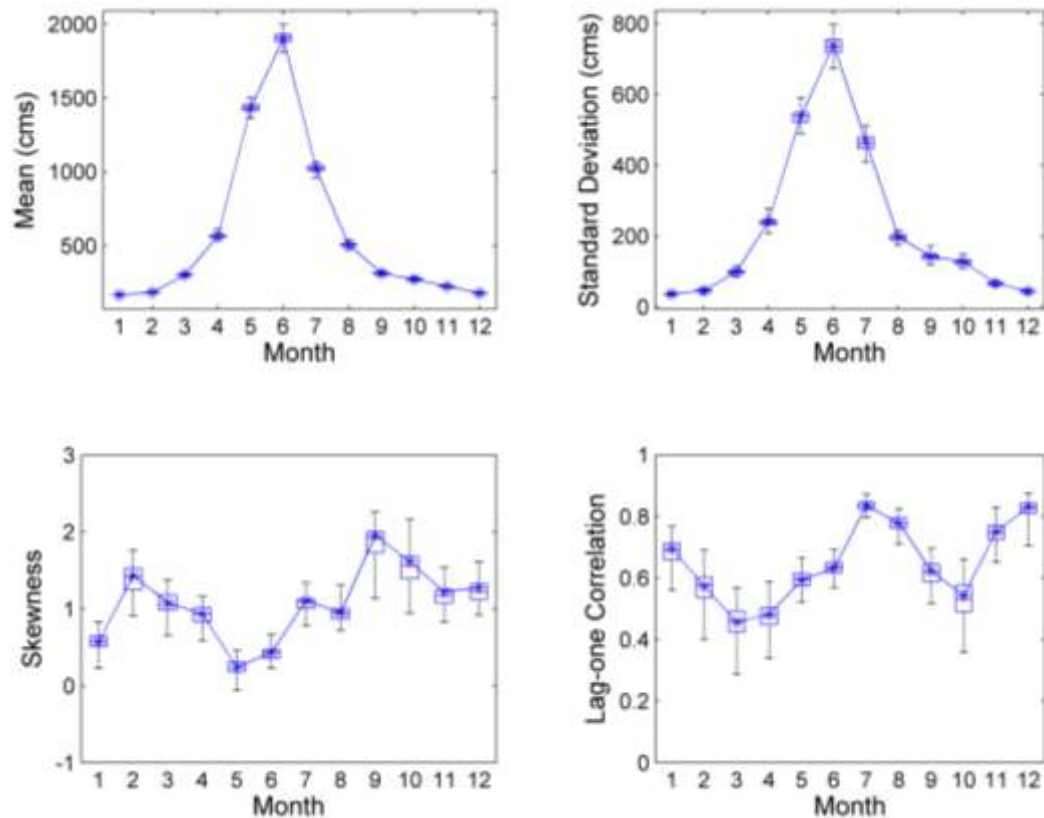 Mean (cms)
2000
1500
1000
500
1 2 3 4 5 6 7 8 9 10 11 12
Month
Standard Deviation (cms)
800
600
400
200
0
1 2 3 4 5 6 7 8 9 10 11 12
Month
Skewness
3
2
1
0
-1
1 2 3 4 5 6 7 8 9 10 11 12
Month
Lag-one Correlation
1
0.8
0.6
0.4
0.2
0
1 2 3 4 5 6 7 8 9 10 11 12
Month